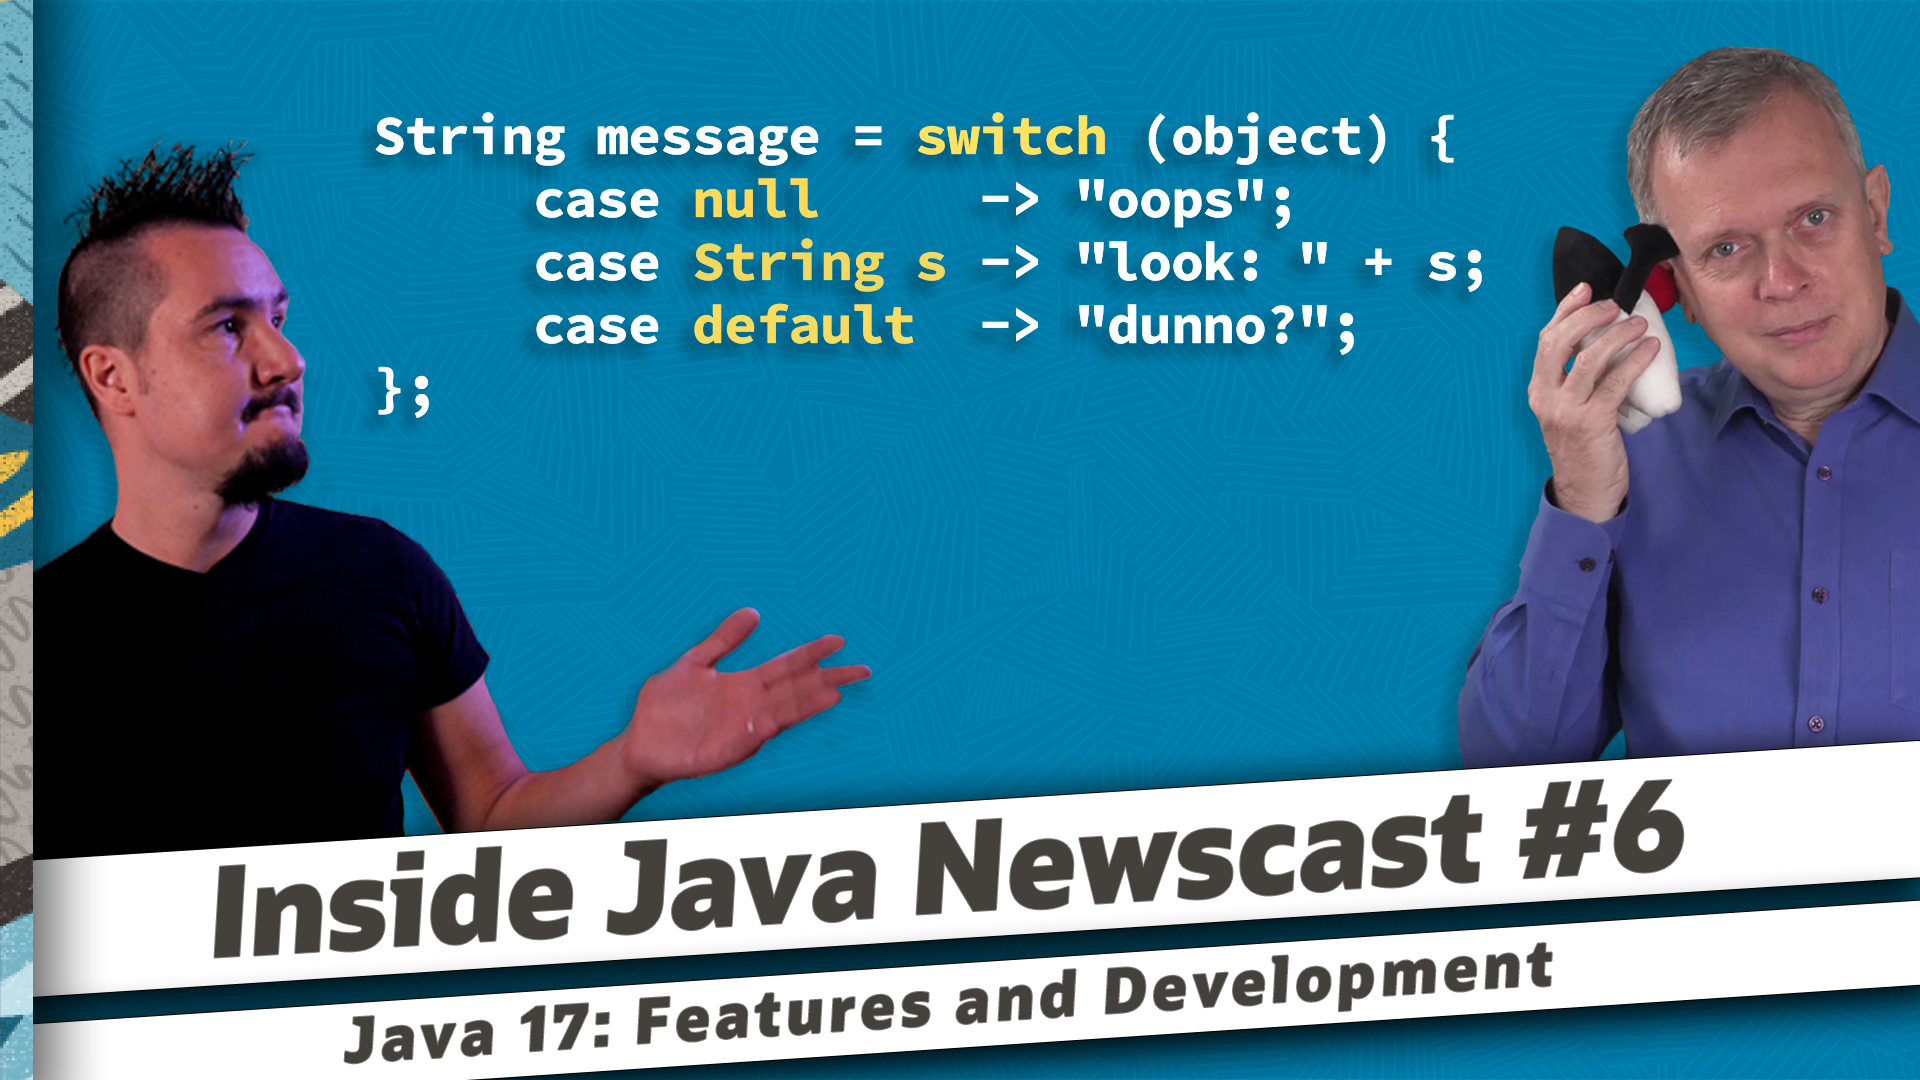 String message = switch (object) {
case null -> "oops";
case String s -> "look: " + s;
case default -> "dunno?";
};
Inside Java Newscast #6
Java 17: Features and Development